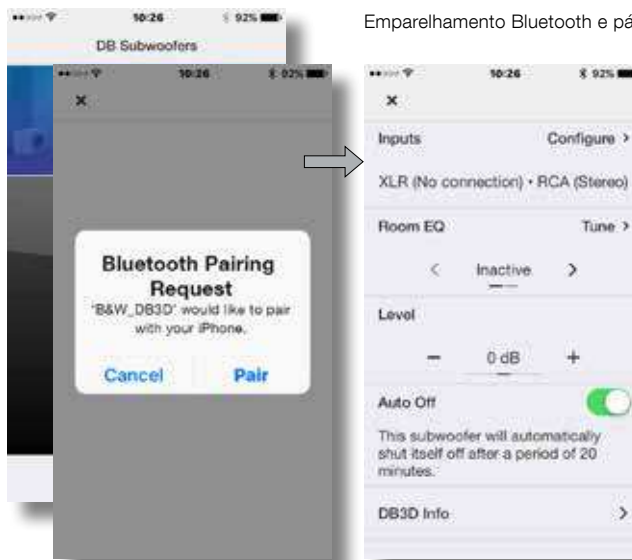 Emparelhamento Bluetooth e pá
10:26 92%
DB Subwoofers
10:26 92%
×
Bluetooth Pairing
Request
"B&W_DB3D" would like to pair
with your iPhone.
Cancel Pair
10:26 92%
×
Inputs Configure >
XLR (No connection) • RCA (Stereo)
Room EQ Tune >
< Inactive >
Level
− 0 dB +
Auto Off
This subwoofer will automatically
shut itself off after a period of 20
minutes.
DB3D Info >